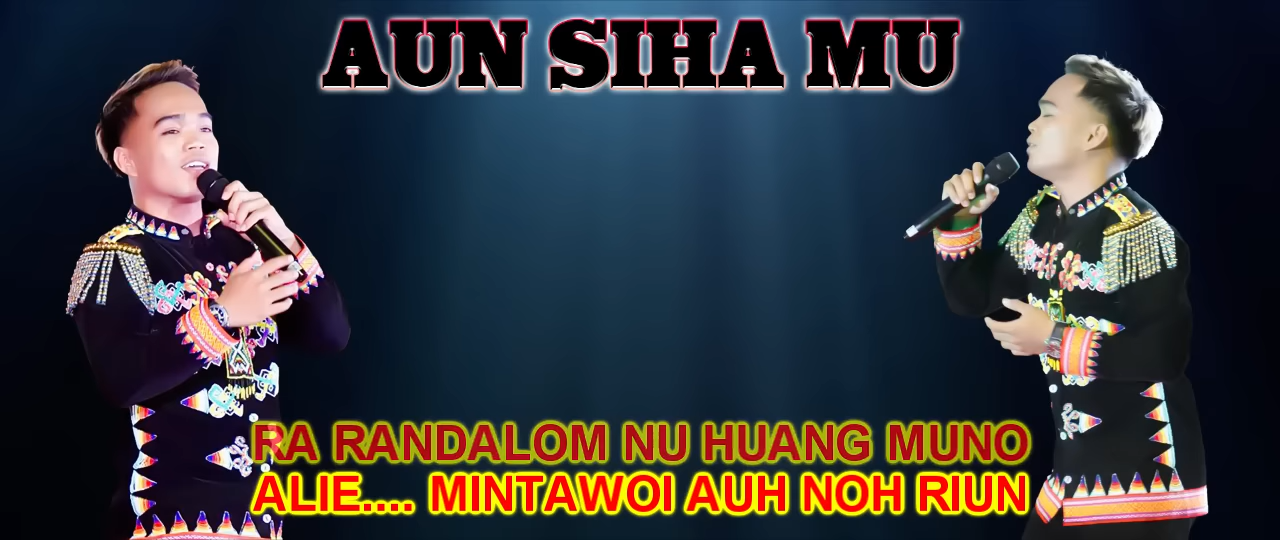 AUN SIHA MU
RA RANDALOM NU HUANG MUNO
ALIE.... MINTAWOI AUH NOH RIUN